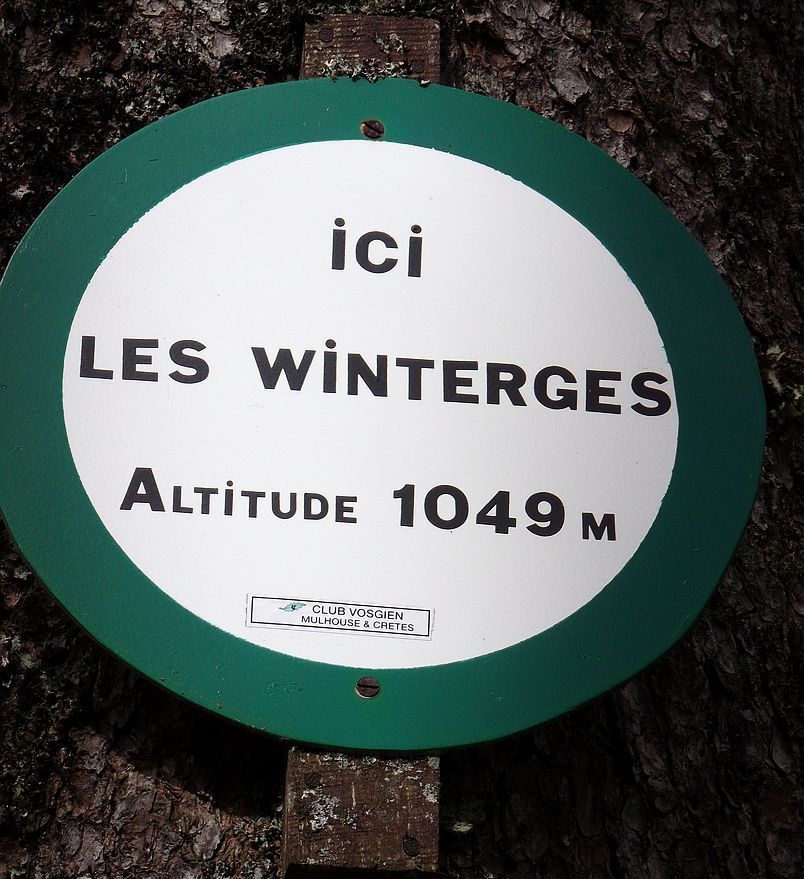 ici
LES WiNTERGES
ALTiTUDE 1049 M
CLUB VOSGIEN
MULHOUSE & CRETES